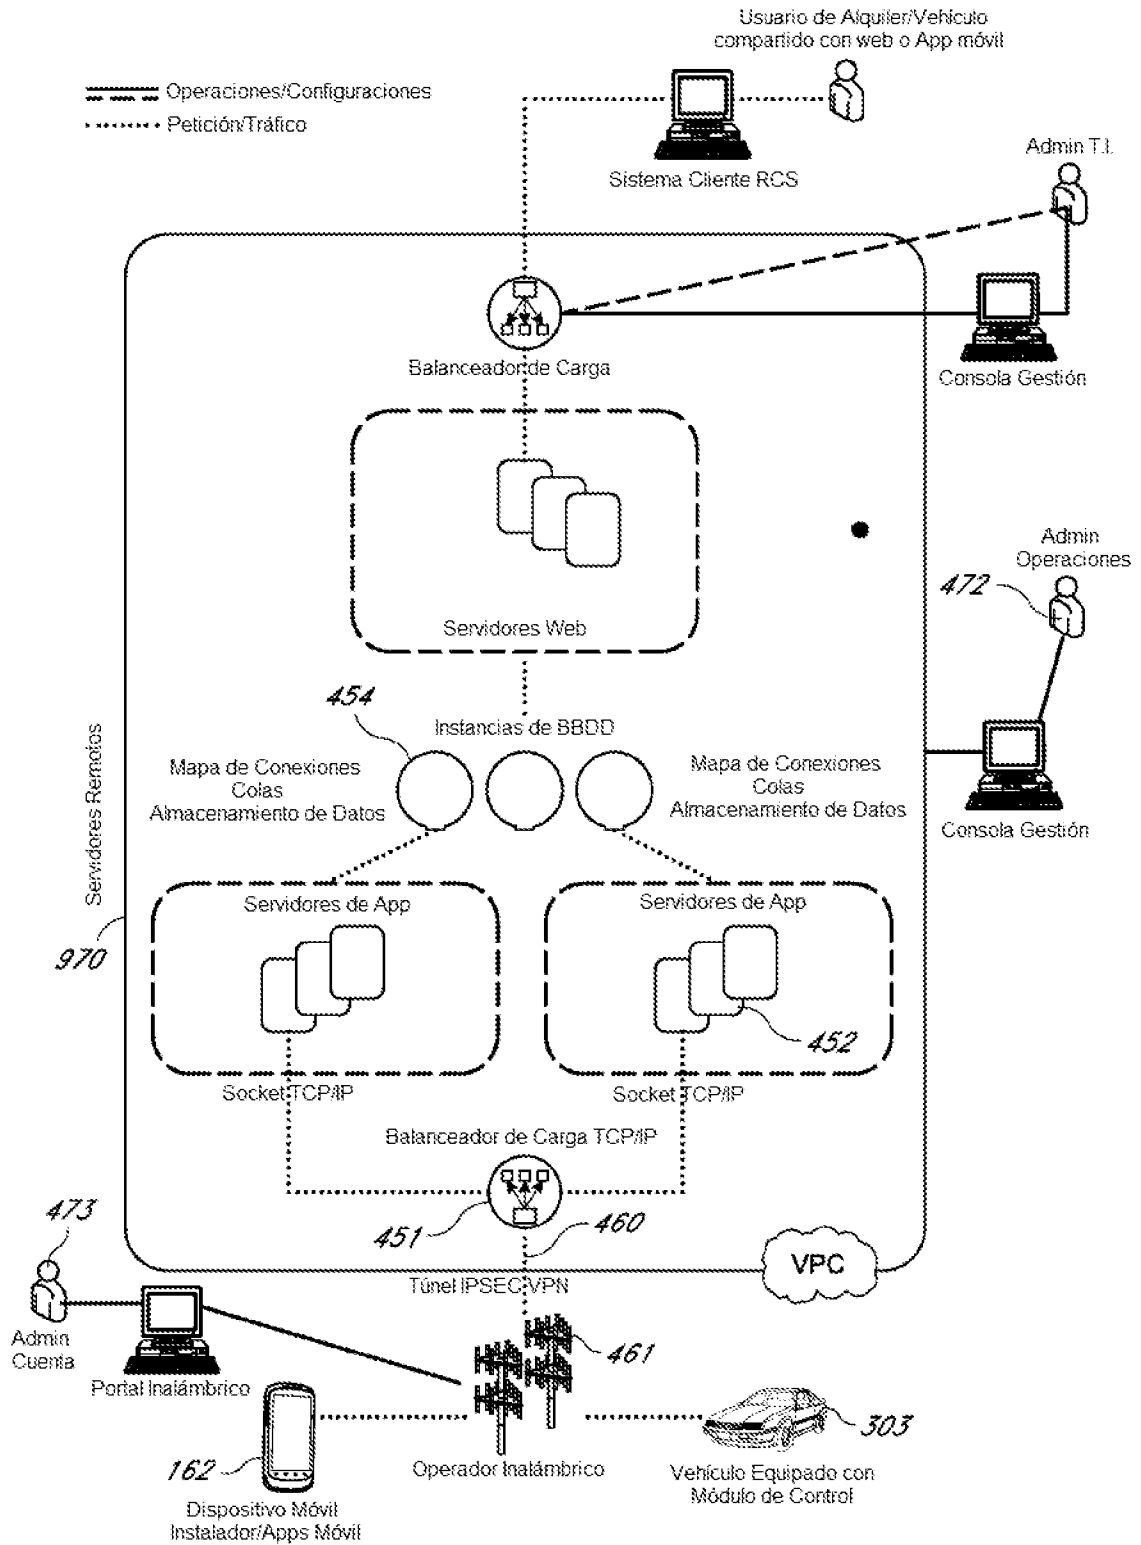 Usuario de Alquiler/Vehículo
compartido con web o App móvil
Operaciones/Configuraciones
Petición/Tráfico
Sistema Cliente RCS
Admin T.I.
Balanceador de Carga
Consola Gestión
Servidores Web
Admin
Operaciones
472
454
Instancias de BBDD
Mapa de Conexiones
Colas
Almacenamiento de Datos
Mapa de Conexiones
Colas
Almacenamiento de Datos
Consola Gestión
Servidores Remotos
970
Servidores de App
Servidores de App
452
Socket TCP/IP
Socket TCP/IP
Balanceador de Carga TCP/IP
451
460
473
VPC
Túnel IPSEC VPN
Admin
Cuenta
Portal Inalámbrico
461
303
162
Operador Inalámbrico
Vehículo Equipado con
Módulo de Control
Dispositivo Móvil
Instalador/Apps Móvil